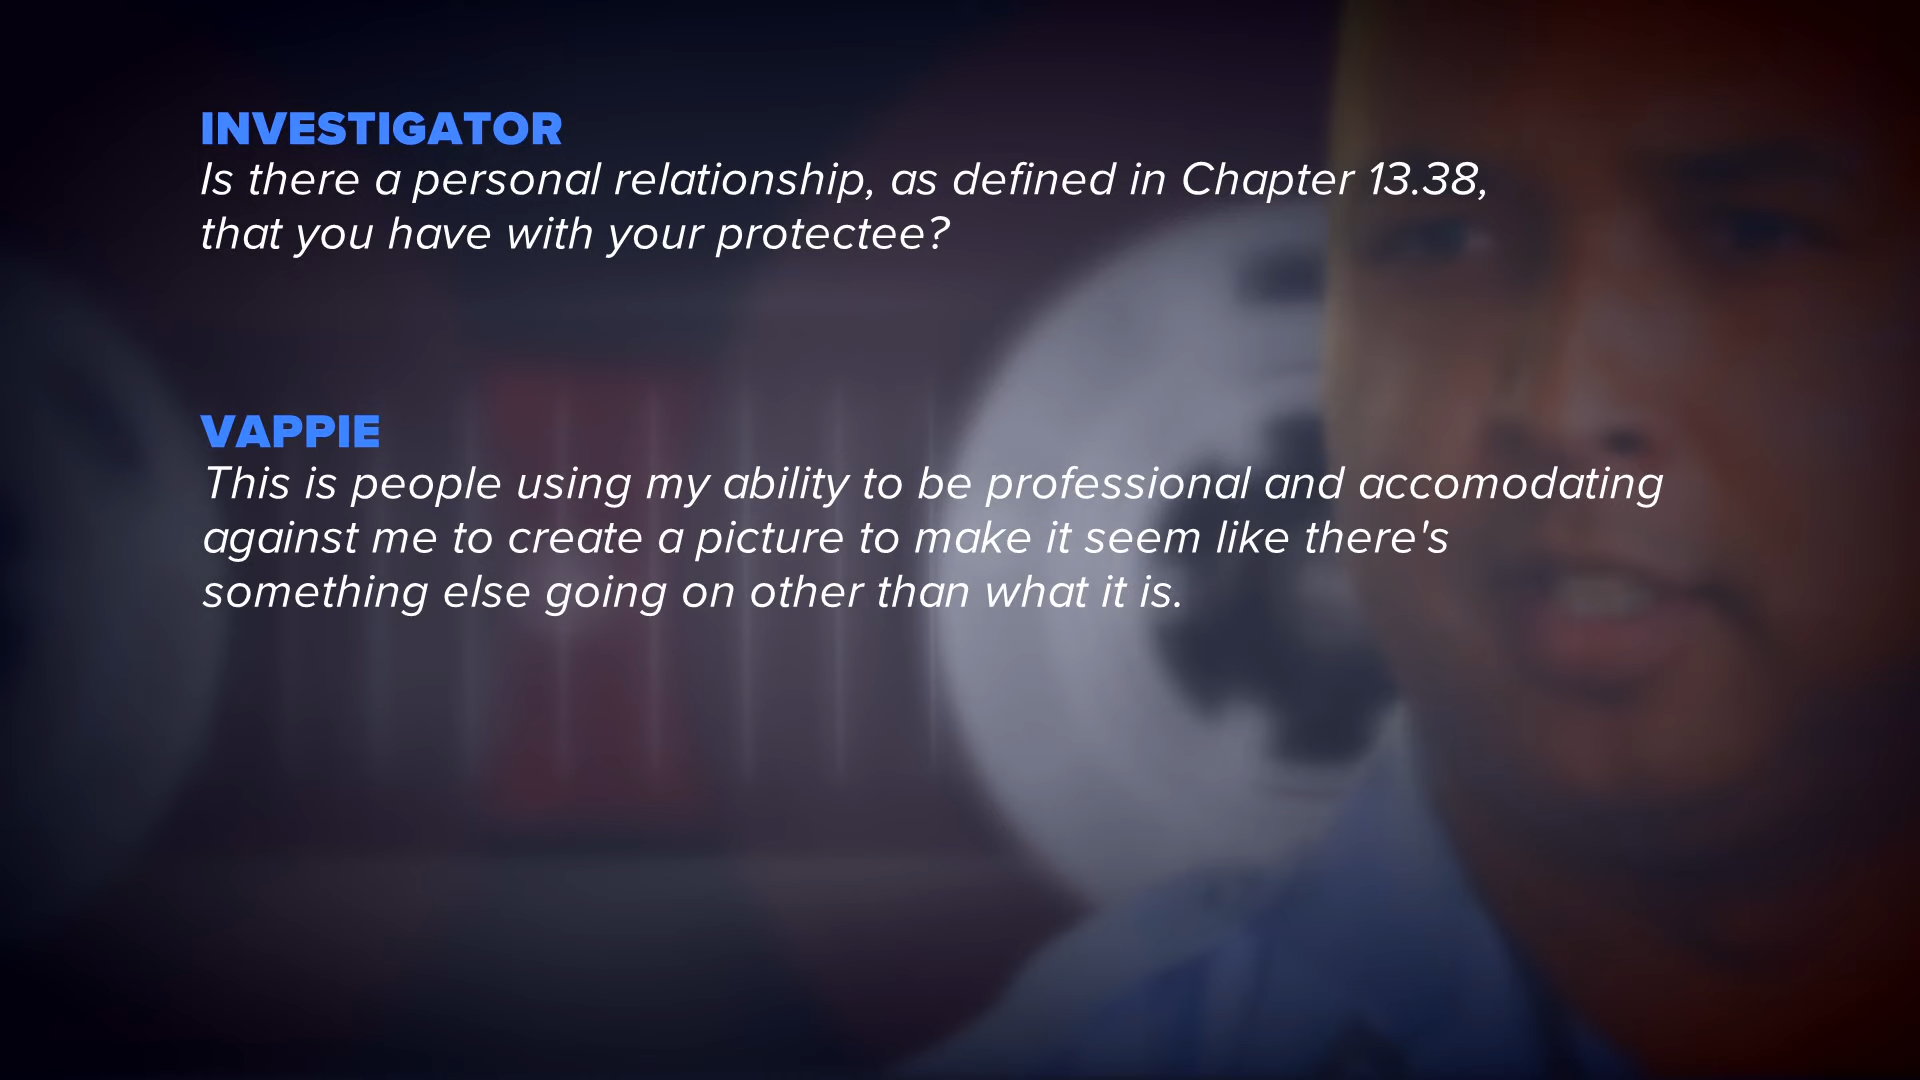 INVESTIGATOR
Is there a personal relationship, as defined in Chapter 13.38,
that you have with your protectee?
VAPPIE
This is people using my ability to be professional and accomodating
against me to create a picture to make it seem like there's
something else going on other than what it is.